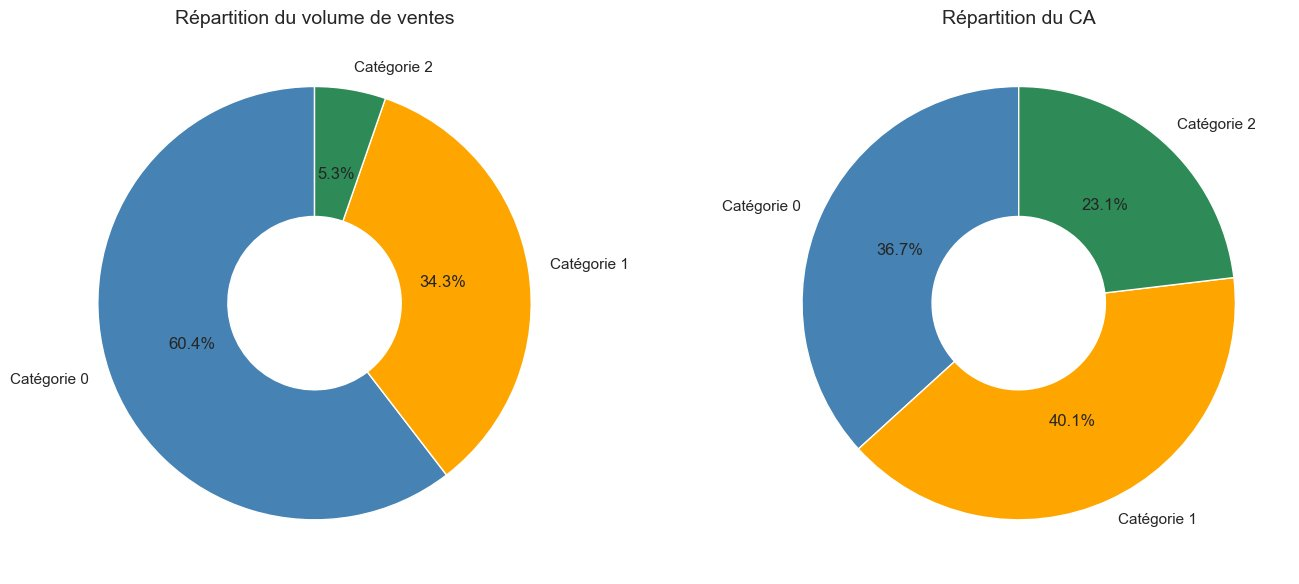 Répartition du volume de ventes
Catégorie 2
5.3%
Catégorie 1
34.3%
60.4%
Catégorie 0
Répartition du CA
Catégorie 2
23.1%
Catégorie 0
36.7%
40.1%
Catégorie 1